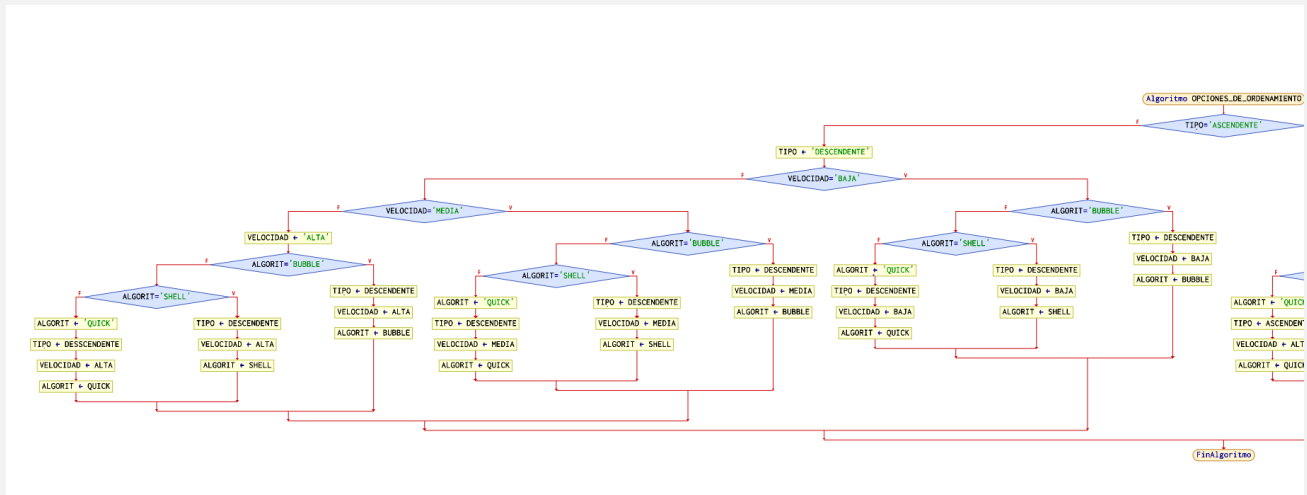 Algoritmo OPCIONES_DE_ORDENAMIENTO
F
TIPO='ASCENDENTE'
TIPO ← 'DESCENDENTE'
F
VELOCIDAD='BAJA'
V
F
VELOCIDAD='MEDIA'
V
F
ALGORIT='BUBBLE'
V
VELOCIDAD ← 'ALTA'
F
ALGORIT='BUBBLE'
V
F
ALGORIT='SHELL'
V
TIPO ← DESCENDENTE
VELOCIDAD ← BAJA
ALGORIT ← BUBBLE
F
ALGORIT='BUBBLE'
V
F
ALGORIT='SHELL'
V
TIPO ← DESCENDENTE
VELOCIDAD ← MEDIA
ALGORIT ← BUBBLE
ALGORIT ← 'QUICK'
TIPO ← DESCENDENTE
VELOCIDAD ← BAJA
ALGORIT ← QUICK
TIPO ← DESCENDENTE
VELOCIDAD ← BAJA
ALGORIT ← SHELL
F
ALGORIT='SHELL'
V
TIPO ← DESCENDENTE
VELOCIDAD ← ALTA
ALGORIT ← BUBBLE
ALGORIT ← 'QUICK'
TIPO ← DESCENDENTE
VELOCIDAD ← MEDIA
ALGORIT ← QUICK
TIPO ← DESCENDENTE
VELOCIDAD ← MEDIA
ALGORIT ← SHELL
F
ALGORIT ←
TIPO ←
VELOCIDAD ←
ALGORIT ←
ALGORIT ← 'QUICK'
TIPO ← DESSCENDENTE
VELOCIDAD ← ALTA
ALGORIT ← QUICK
TIPO ← DESCENDENTE
VELOCIDAD ← ALTA
ALGORIT ← SHELL
FinAlgoritmo